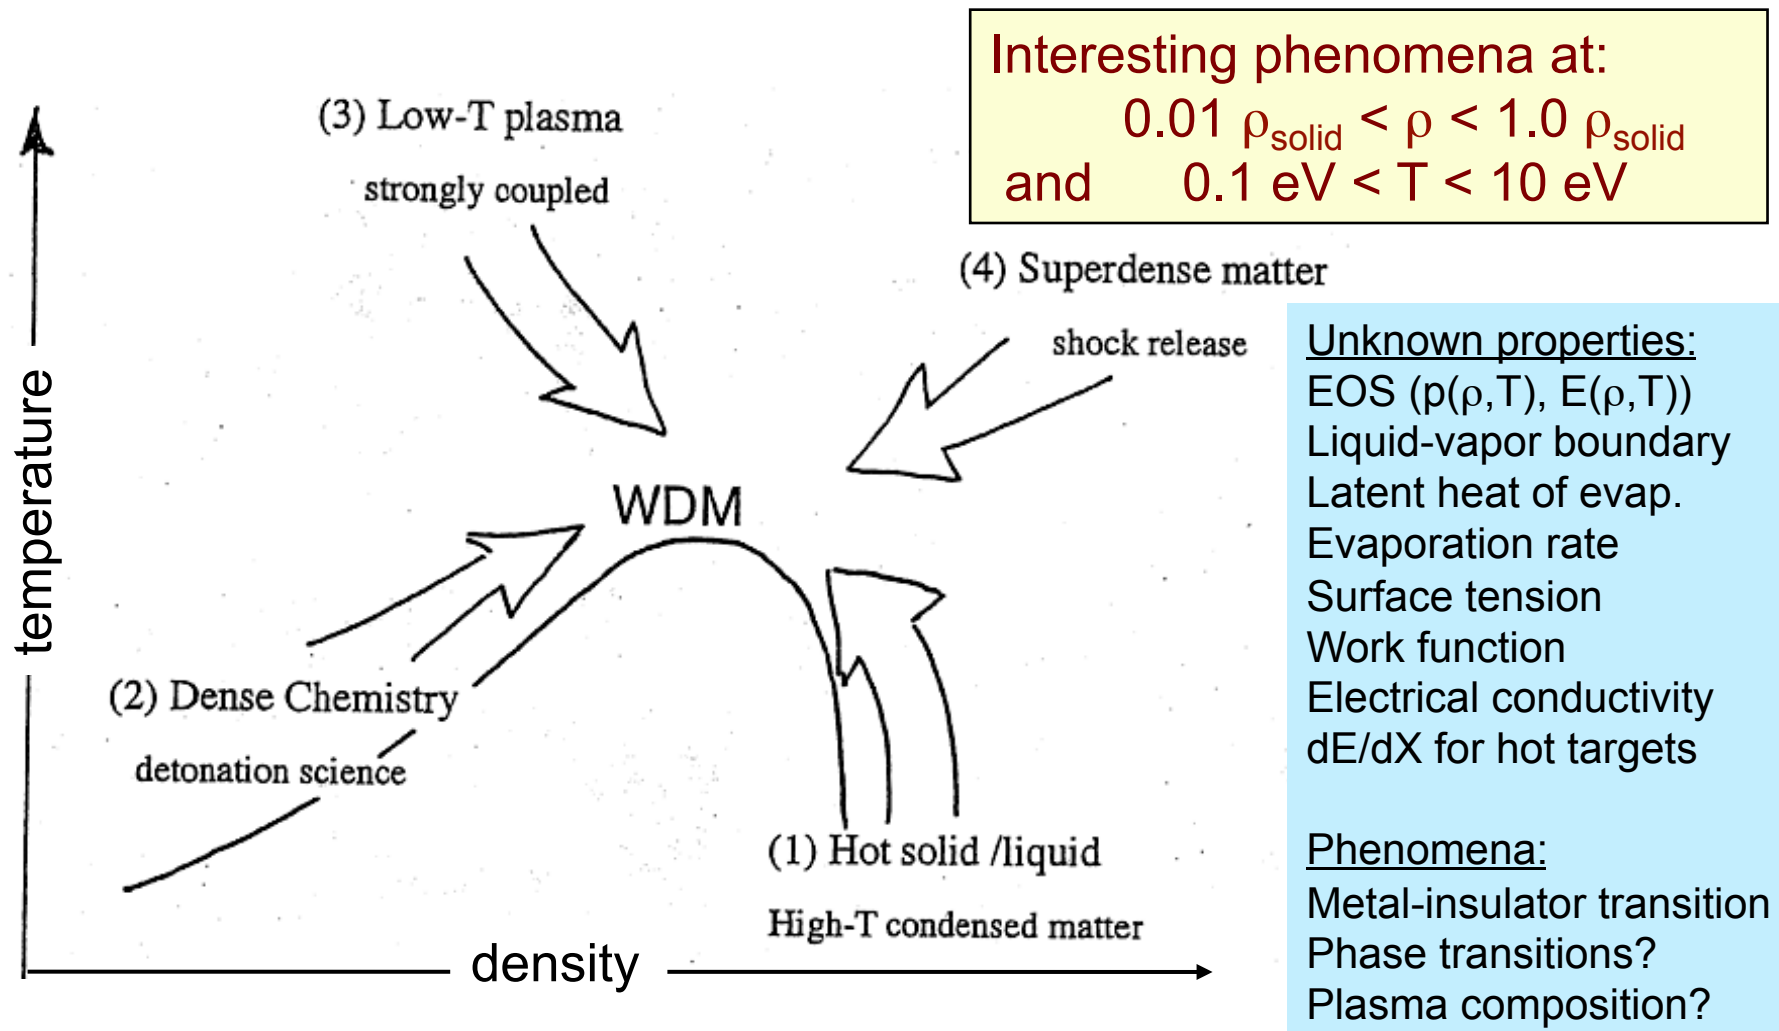 Interesting phenomena at:
0.01 ρsolid < ρ < 1.0 ρsolid
and 0.1 eV < T < 10 eV
(3) Low-T plasma
strongly coupled
(4) Superdense matter
shock release
temperature
WDM
(2) Dense Chemistry
detonation science
(1) Hot solid /liquid
High-T condensed matter
density
Unknown properties:
EOS (p(ρ,T), E(ρ,T))
Liquid-vapor boundary
Latent heat of evap.
Evaporation rate
Surface tension
Work function
Electrical conductivity
dE/dX for hot targets
Phenomena:
Metal-insulator transition
Phase transitions?
Plasma composition?